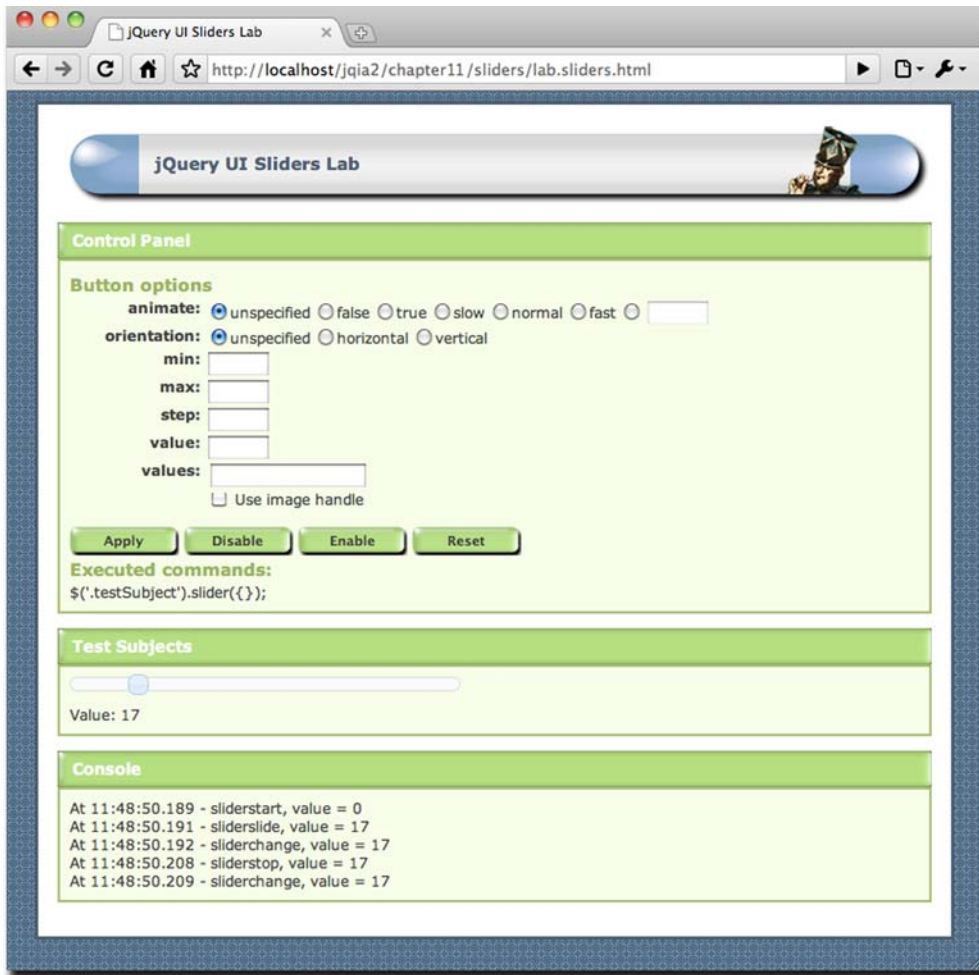 jQuery UI Sliders Lab
http://localhost/jqia2/chapter11/sliders/lab.sliders.html
jQuery UI Sliders Lab
Control Panel
Button options
animate: unspecified false true slow normal fast
orientation: unspecified horizontal vertical
min:
max:
step:
value:
values:
Use image handle
Apply Disable Enable Reset
Executed commands:
$('.testSubject').slider({});
Test Subjects
Value: 17
Console
At 11:48:50.189 - sliderstart, value = 0
At 11:48:50.191 - sliderslide, value = 17
At 11:48:50.192 - sliderchange, value = 17
At 11:48:50.208 - sliderstop, value = 17
At 11:48:50.209 - sliderchange, value = 17